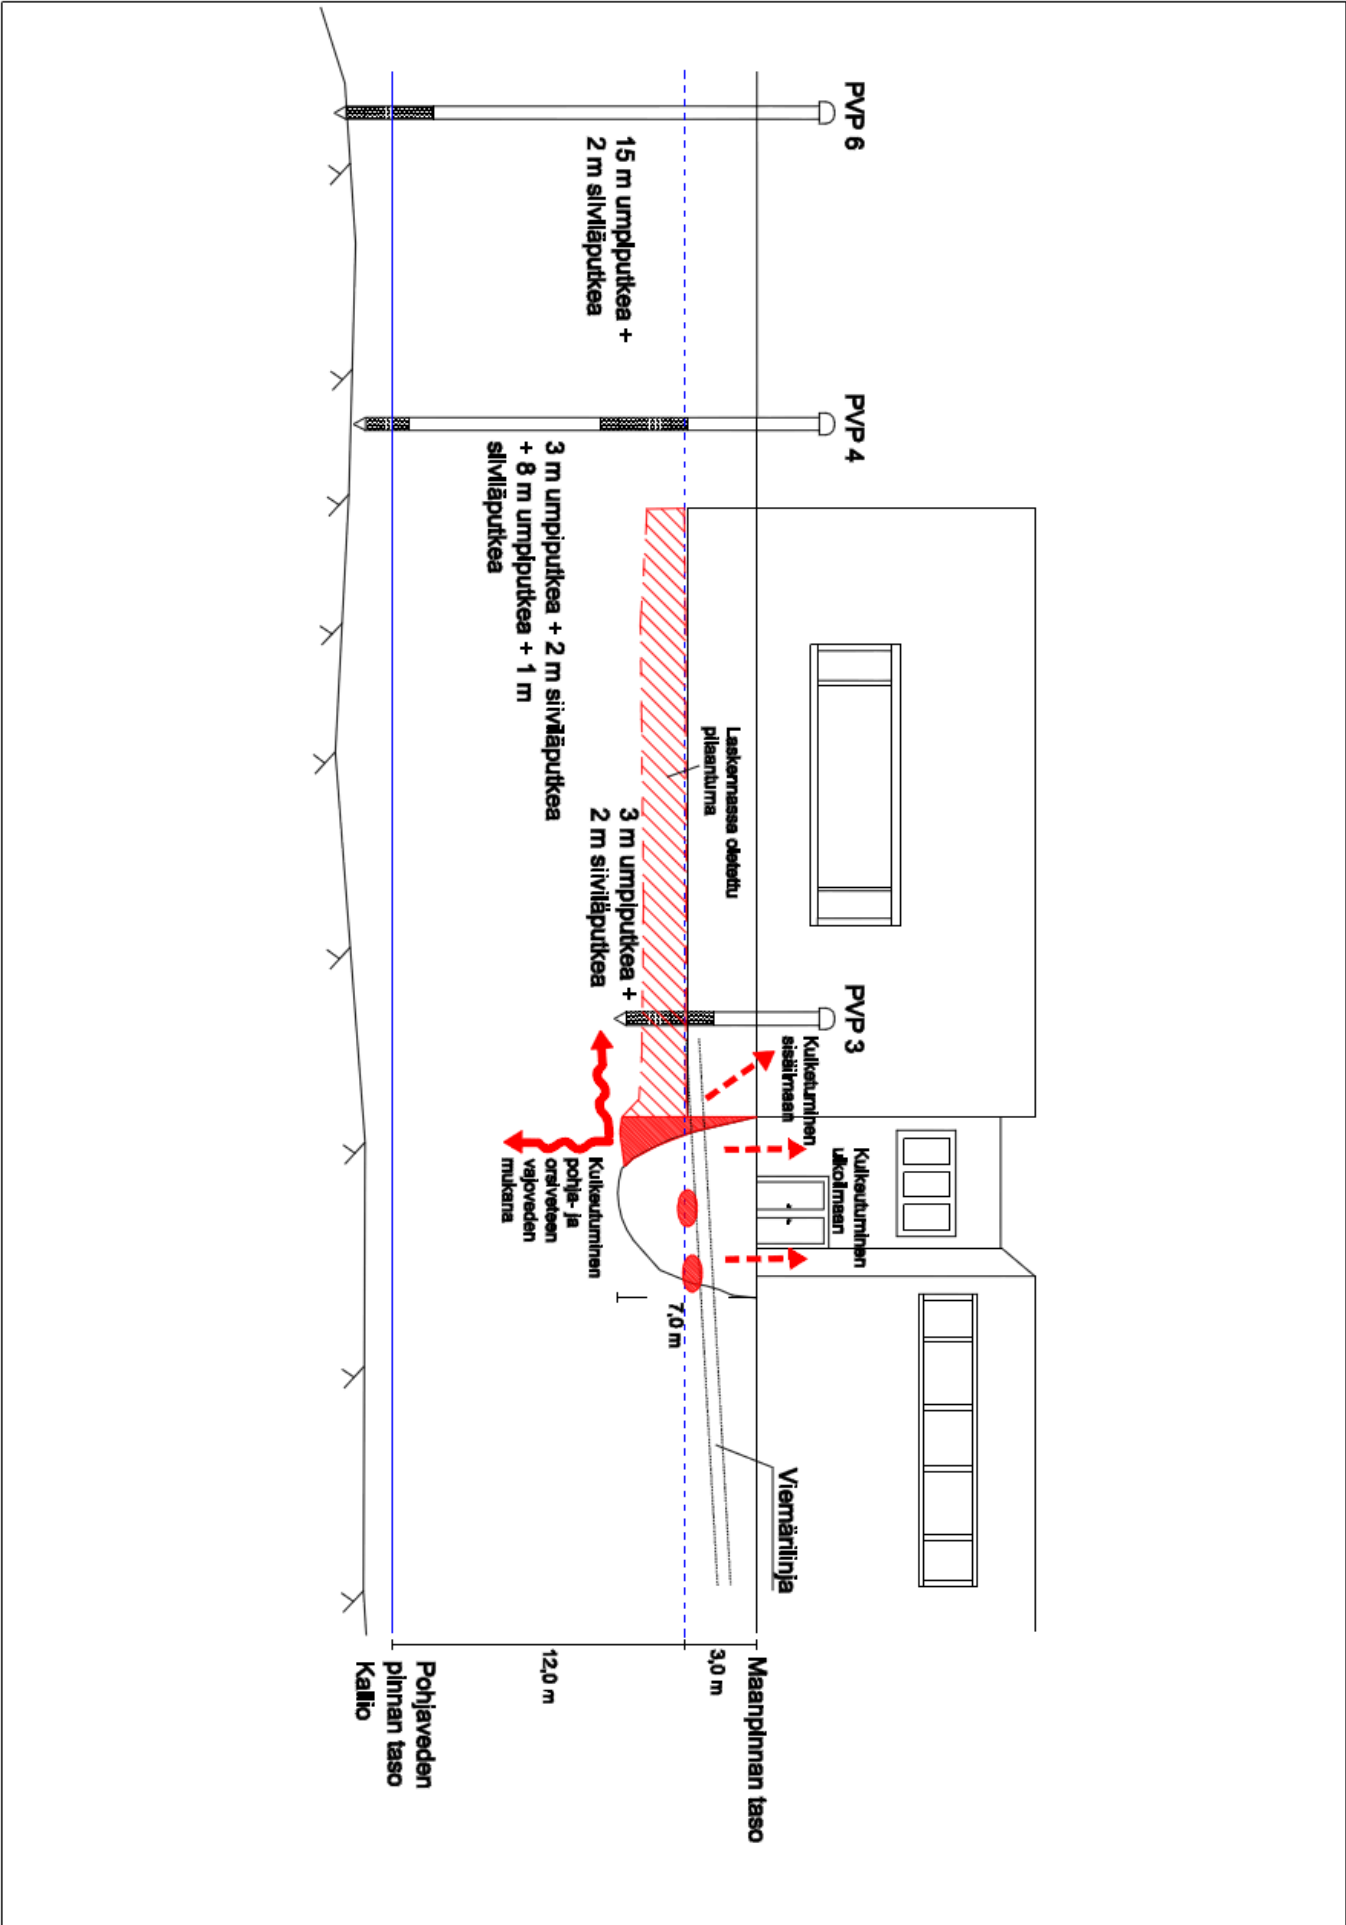 PVP 6
15 m umpiputkea +
2 m siiviläputkea
PVP 4
3 m umpiputkea + 2 m siiviläputkea
+ 8 m umpiputkea + 1 m
siiviläputkea
Laskennassa oletettu
pilaantuma
PVP 3
3 m umpiputkea +
2 m siiviläputkea
Kulketuminen
sisäilmaan
Kulkeutuminen
ulkoilmaan
Kulkeutuminen
pohja- ja
orsiveteen
vajoveden
mukana
7,0 m
Viemärilinja
Maanpinnan taso
3,0 m
12,0 m
Pohjaveden
pinnan taso
Kallio